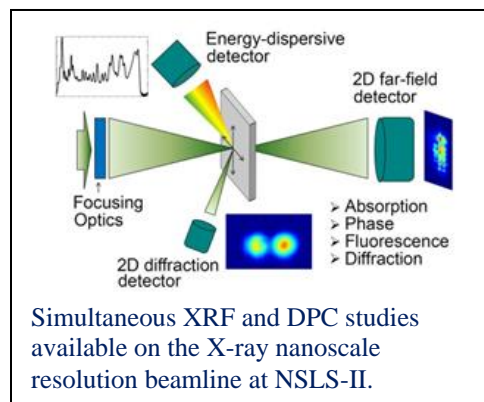 Energy-dispersive
detector
2D far-field
detector
Focusing
Optics
2D diffraction
detector
➢ Absorption
➢ Phase
➢ Fluorescence
➢ Diffraction
Simultaneous XRF and DPC studies
available on the X-ray nanoscale
resolution beamline at NSLS-II.